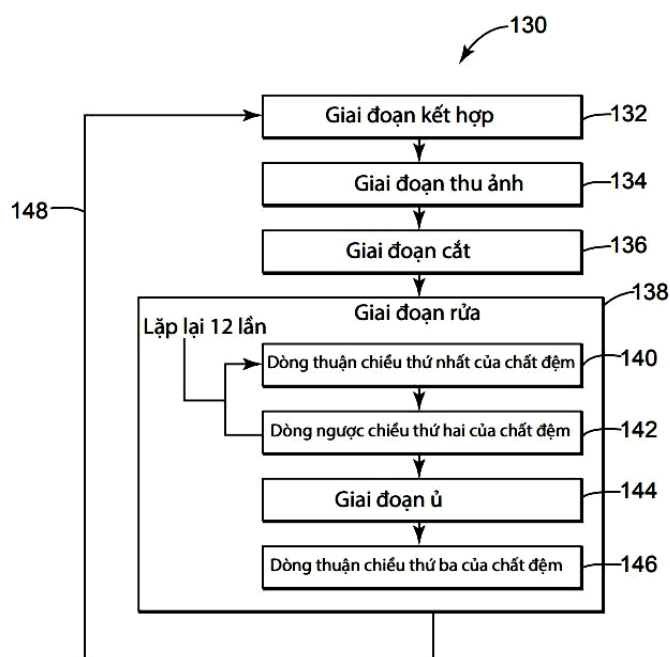 130
Giai đoạn kết hợp
132
Giai đoạn thu ảnh
134
148
Giai đoạn cắt
136
138
Giai đoạn rửa
Lặp lại 12 lần
Dòng thuận chiều thứ nhất của chất đệm
140
Dòng ngược chiều thứ hai của chất đệm
142
Giai đoạn ủ
144
Dòng thuận chiều thứ ba của chất đệm
146